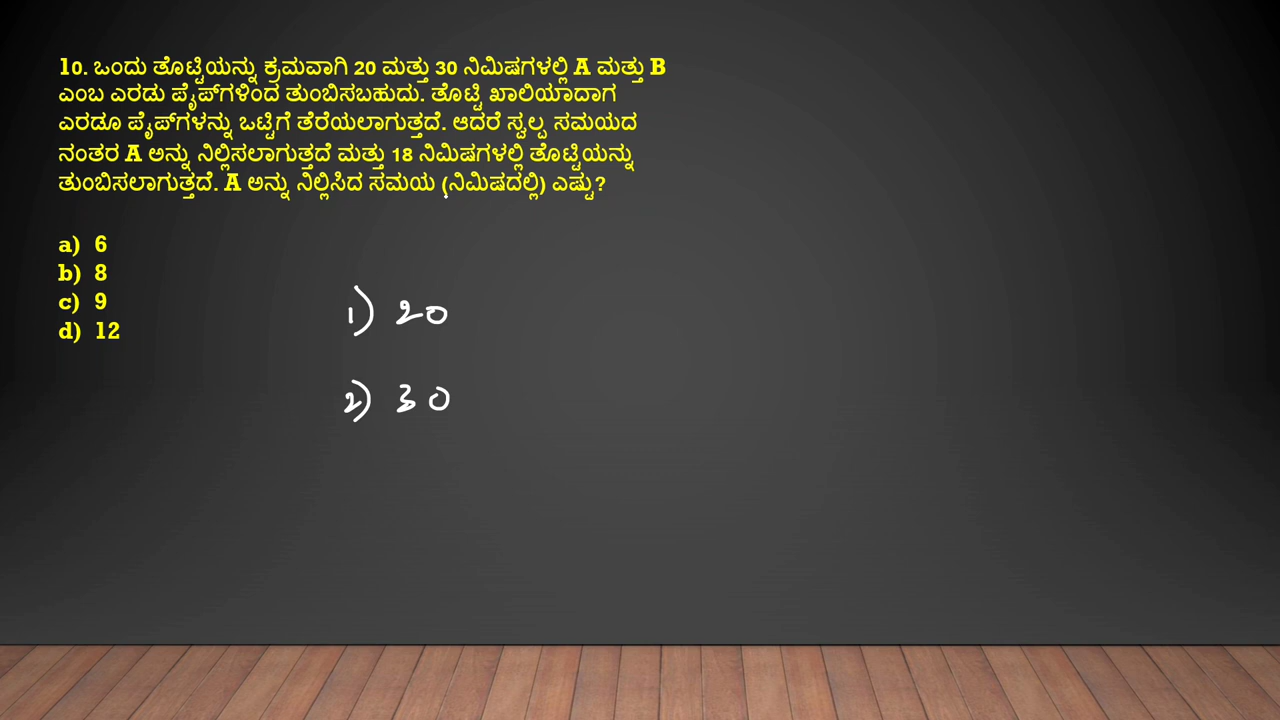 10. ಒಂದು ತೊಟ್ಟಿಯನ್ನು ಕ್ರಮವಾಗಿ 20 ಮತ್ತು 30 ನಿಮಿಷಗಳಲ್ಲಿ A ಮತ್ತು B
ಎಂಬ ಎರಡು ಪೈಪ್‌ಗಳಿಂದ ತುಂಬಿಸಬಹುದು. ತೊಟ್ಟಿ ಖಾಲಿಯಾದಾಗ
ಎರಡೂ ಪೈಪ್‌ಗಳನ್ನು ಒಟ್ಟಿಗೆ ತೆರೆಯಲಾಗುತ್ತದೆ. ಆದರೆ ಸ್ವಲ್ಪ ಸಮಯದ
ನಂತರ A ಅನ್ನು ನಿಲ್ಲಿಸಲಾಗುತ್ತದೆ ಮತ್ತು 18 ನಿಮಿಷಗಳಲ್ಲಿ ತೊಟ್ಟಿಯನ್ನು
ತುಂಬಿಸಲಾಗುತ್ತದೆ. A ಅನ್ನು ನಿಲ್ಲಿಸಿದ ಸಮಯ (ನಿಮಿಷದಲ್ಲಿ) ಎಷ್ಟು?
a) 6
b) 8
c) 9
d) 12
1) 20
2) 30